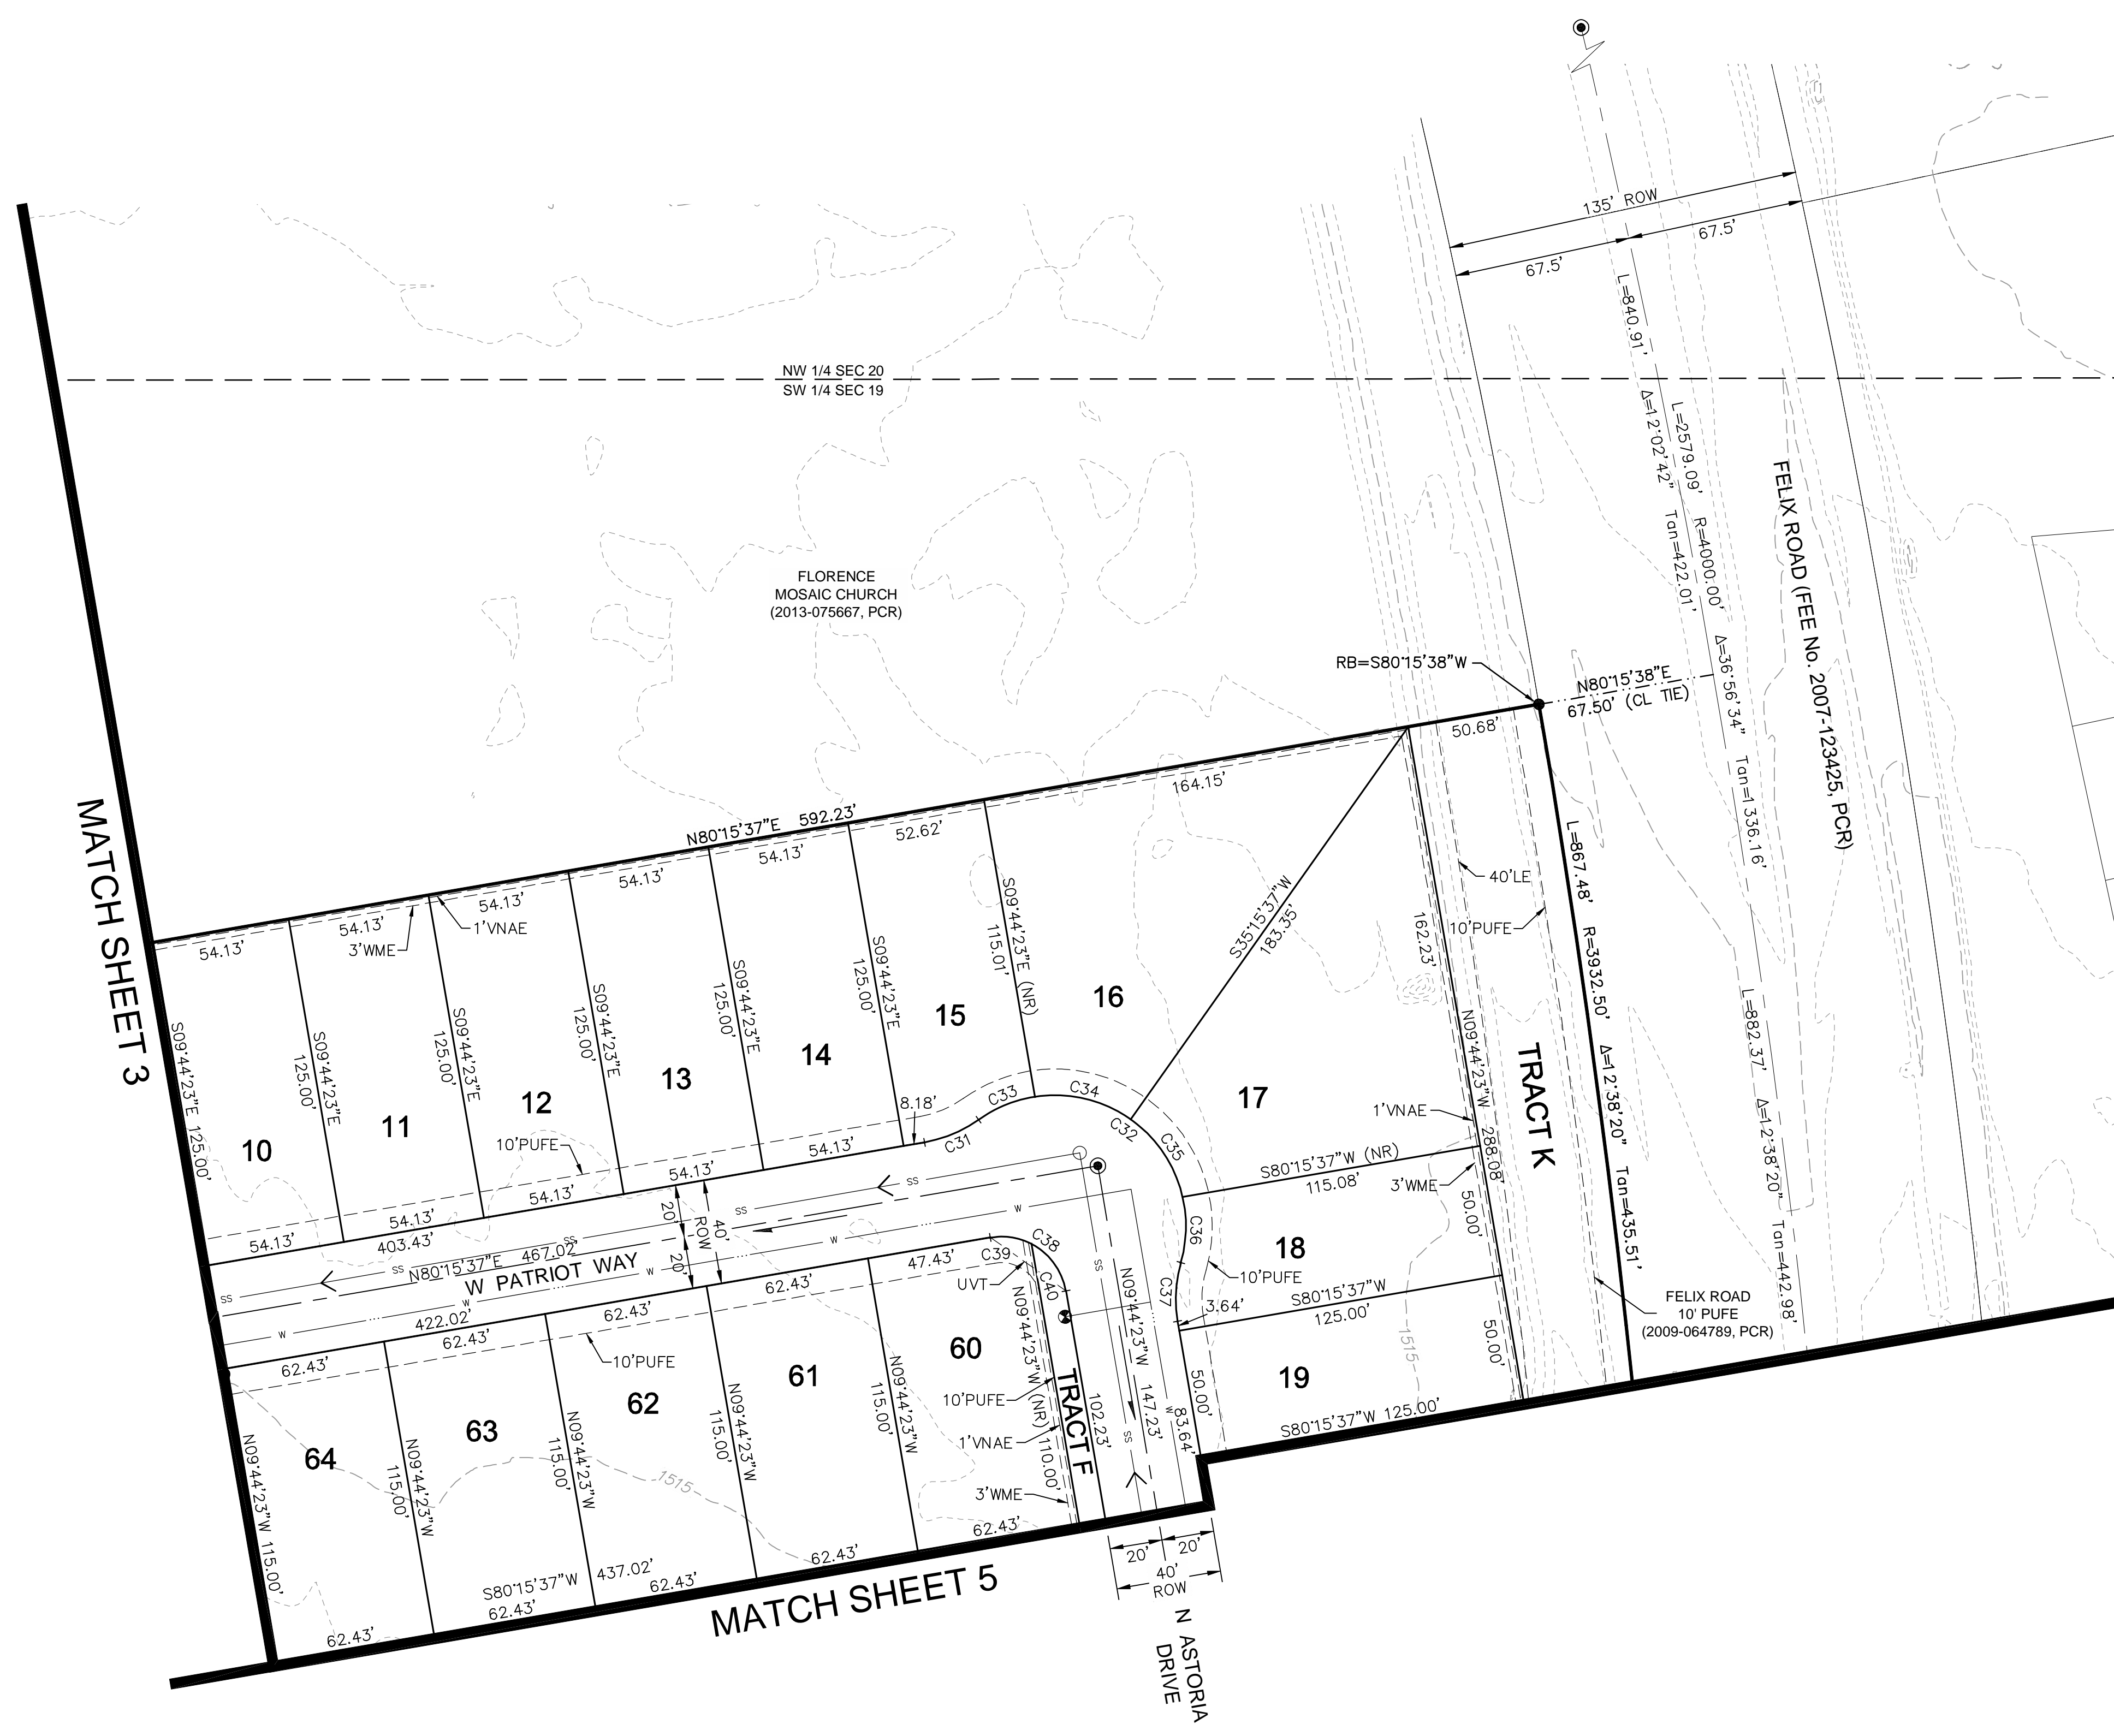 135' ROW
67.5'
67.5'
L=840.91' Δ=12°02'42" Tan=422.01'
L=2579.09' R=4000.00' Δ=36°56'34" Tan=1336.16'
FELIX ROAD (FEE No. 2007-123425, PCR)
NW 1/4 SEC 20
SW 1/4 SEC 19
FLORENCE
MOSAIC CHURCH
(2013-075667, PCR)
RB=S80°15'38"W
N80°15'38"E
67.50' (CL TIE)
50.68'
164.15'
N80°15'37"E 592.23'
52.62'
54.13'
54.13'
54.13'
54.13'
54.13'
3'WME
1'VNAE
MATCH SHEET 3
S09°44'23"E 125.00'
S09°44'23"E
125.00'
S09°44'23"E
125.00'
S09°44'23"E
125.00'
S09°44'23"E
125.00'
S09°44'23"E
125.00'
S09°44'23"E (NR)
115.01'
S35°15'37"W
183.35'
40'LE
10'PUFE
162.23'
N09°44'23"W 288.08'
L=867.48' R=3932.50' Δ=12°38'20" Tan=435.51'
L=882.37' Δ=12°38'20" Tan=442.98'
10
11
12
13
14
15
16
17
18
19
TRACT K
10'PUFE
8.18'
C31
C33
C34
C32
C35
C36
C37
1'VNAE
S80°15'37"W (NR)
115.08'
3'WME
50.00'
S80°15'37"W
125.00'
50.00'
10'PUFE
3.64'
S80°15'37"W 125.00'
50.00'
83.64'
54.13'
54.13'
54.13'
54.13'
54.13'
403.43'
N80°15'37"E 467.02'
W PATRIOT WAY
20'
20'
40'
ROW
SS
SS
SS
SS
SS
W
W
W
W
W
422.02'
62.43'
62.43'
62.43'
62.43'
47.43'
C39
C38
C40
UVT
10'PUFE
60
61
62
63
64
N09°44'23"W 115.00'
N09°44'23"W
115.00'
N09°44'23"W
115.00'
N09°44'23"W
115.00'
N09°44'23"W
115.00'
N09°44'23"W (NR) 110.00'
10'PUFE
1'VNAE
3'WME
TRACT F
102.23'
N09°44'23"W 147.23'
SS
SS
W
FELIX ROAD
10' PUFE
(2009-064789, PCR)
1515
1515
S80°15'37"W 437.02'
62.43'
62.43'
62.43'
62.43'
62.43'
MATCH SHEET 5
20'
20'
40'
ROW
N ASTORIA
DRIVE